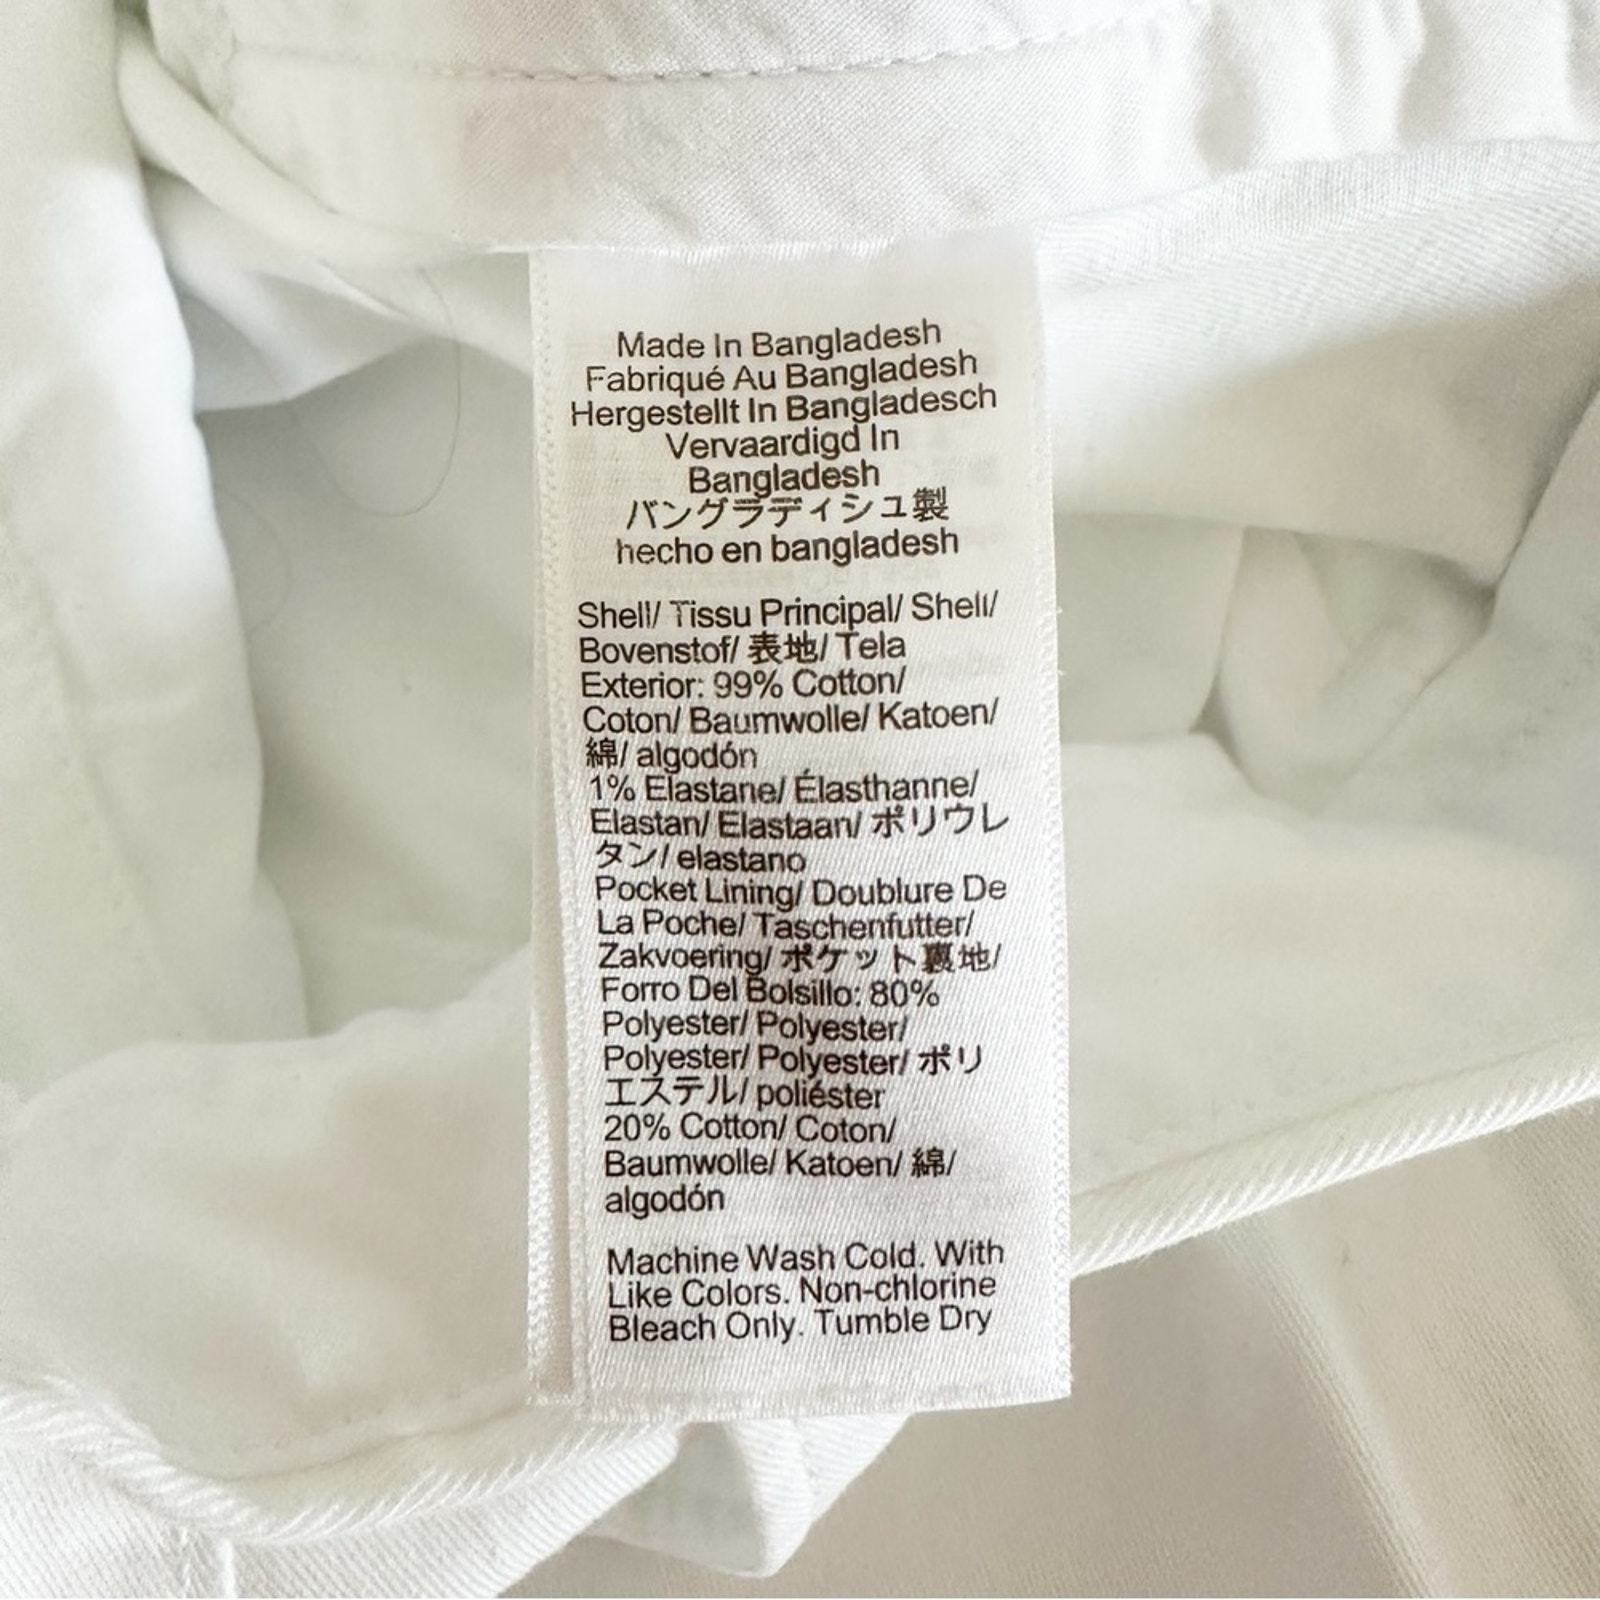 Made In Bangladesh
Fabriqué Au Bangladesh
Hergestellt In Bangladesch
Vervaardigd In
Bangladesh
バングラディシュ製
hecho en bangladesh
Shell/ Tissu Principal/ Shell/
Bovenstof/ 表地/ Tela
Exterior: 99% Cotton/
Coton/ Baumwolle/ Katoen/
綿/ algodón
1% Elastane/ Élasthanne/
Elastan/ Elastaan/ ポリウレ
タン/ elastano
Pocket Lining/ Doublure De
La Poche/ Taschenfutter/
Zakvoering/ ポケット裏地/
Forro Del Bolsillo: 80%
Polyester/ Polyester/
Polyester/ Polyester/ ポリ
エステル/ poliéster
20% Cotton/ Coton/
Baumwolle/ Katoen/ 綿/
algodón
Machine Wash Cold. With
Like Colors. Non-chlorine
Bleach Only. Tumble Dry